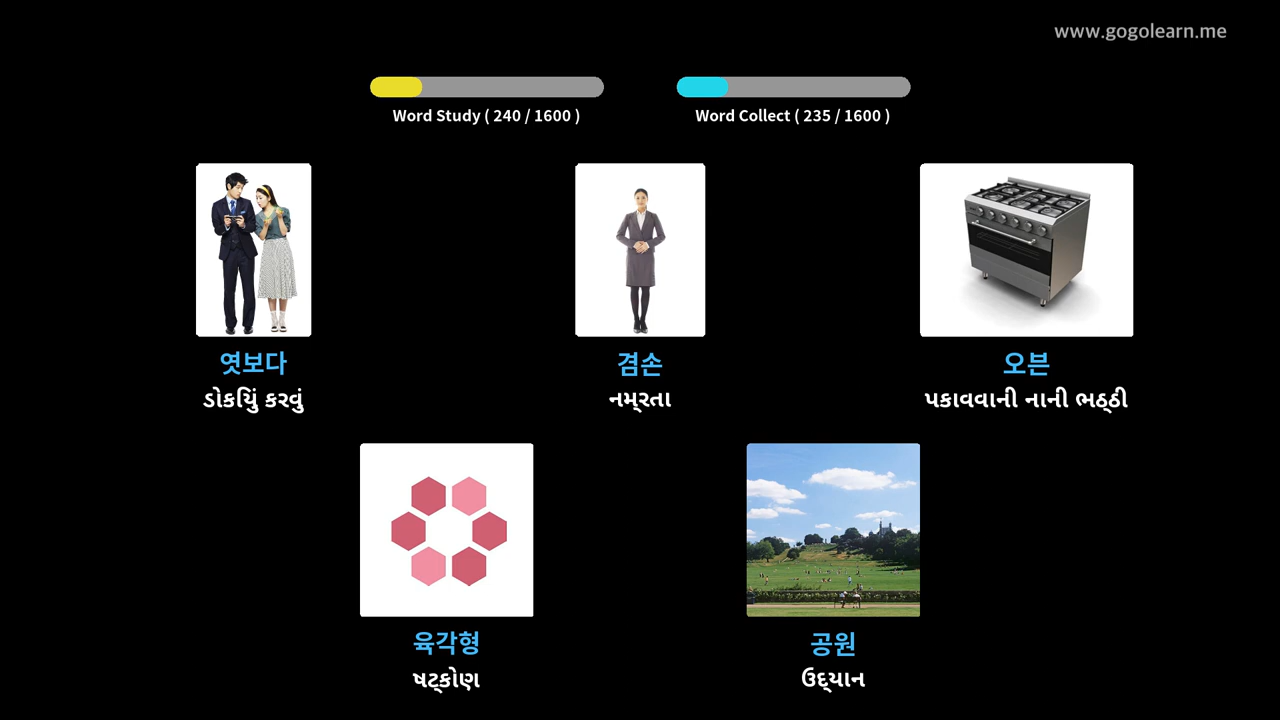 www.gogolearn.me
Word Study ( 240 / 1600 )
Word Collect ( 235 / 1600 )
엿보다
겸손
오븐
ડોકયિું કરવું
નમ્રતા
પકાવવાની નાની ભઠ્ઠી
육각형
공원
ષટ્કોણ
ઉદ્યાન